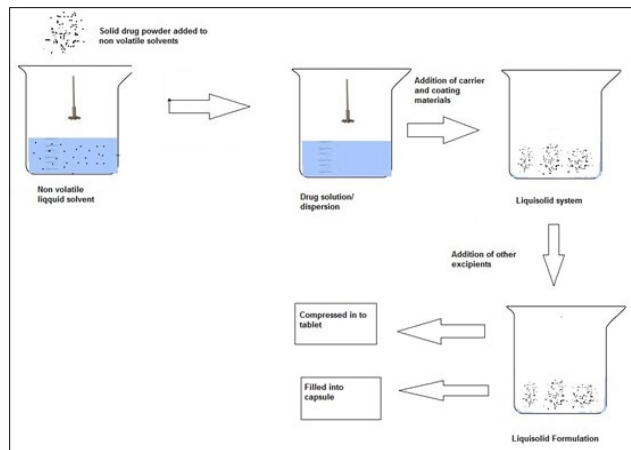 Solid drug powder added to
non volatile solvents
Non volatile
liqquid solvent
Drug solution/
dispersion
Addition of carrier
and coating
materials
Liquisolid system
Addition of other
excipients
Compressed in to
tablet
Filled into
capsule
Liquisolid Formulation